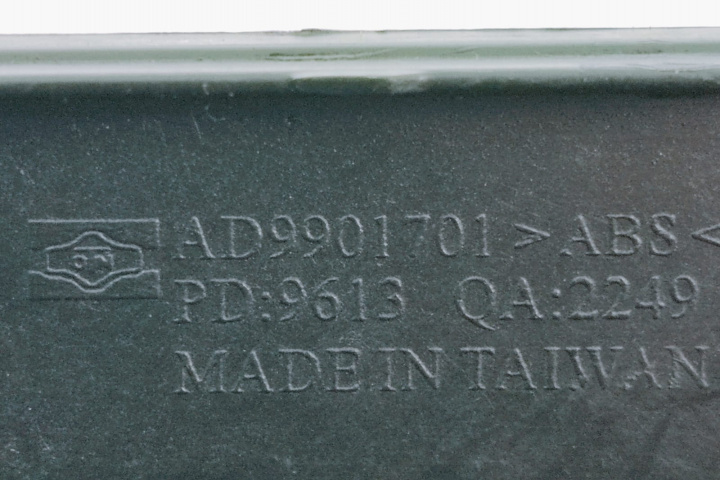 AD9901701 >ABS<
PD:9613 QA:2249
MADE IN TAIWAN